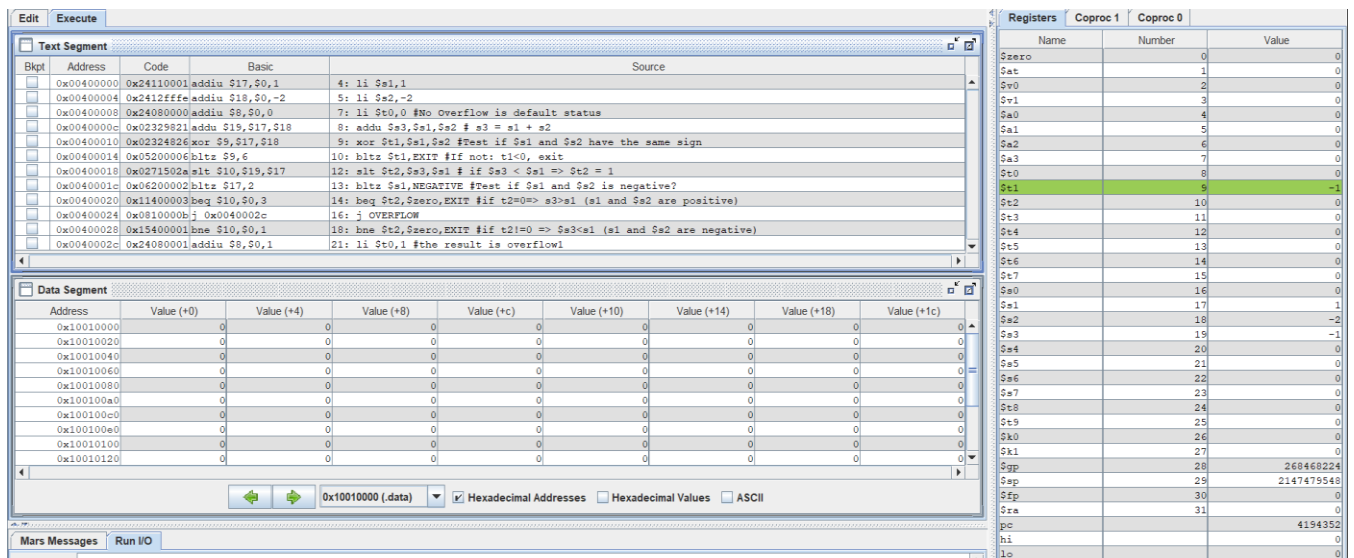 Edit Execute
Text Segment
Bkpt Address Code Basic Source
0x00400000 0x24110001 addiu $17,$0,1 4: li $s1,1
0x00400004 0x2412fffe addiu $18,$0,-2 5: li $s2,-2
0x00400008 0x24080000 addiu $8,$0,0 7: li $t0,0 #No Overflow is default status
0x0040000c 0x02329821 addu $19,$17,$18 8: addu $s3,$s1,$s2 # s3 = s1 + s2
0x00400010 0x02324826 xor $9,$17,$18 9: xor $t1,$s1,$s2 #Test if $s1 and $s2 have the same sign
0x00400014 0x05200006 bltz $9,6 10: bltz $t1,EXIT #If not: t1<0, exit
0x00400018 0x0271502a slt $10,$19,$17 12: slt $t2,$s3,$s1 # if $s3 < $s1 => $t2 = 1
0x0040001c 0x06200002 bltz $17,2 13: bltz $s1,NEGATIVE #Test if $s1 and $s2 is negative?
0x00400020 0x11400003 beq $10,$0,3 14: beq $t2,$zero,EXIT #if t2=0=> s3>s1 (s1 and $s2 are positive)
0x00400024 0x0810000b j 0x0040002c 16: j OVERFLOW
0x00400028 0x15400001 bne $10,$0,1 18: bne $t2,$zero,EXIT #if t2!=0 => $s3<s1 (s1 and $s2 are negative)
0x0040002c 0x24080001 addiu $8,$0,1 21: li $t0,1 #the result is overflow1
Data Segment
Address Value (+0) Value (+4) Value (+8) Value (+c) Value (+10) Value (+14) Value (+18) Value (+1c)
0x10010000 0 0 0 0 0 0 0 0
0x10010020 0 0 0 0 0 0 0 0
0x10010040 0 0 0 0 0 0 0 0
0x10010060 0 0 0 0 0 0 0 0
0x10010080 0 0 0 0 0 0 0 0
0x100100a0 0 0 0 0 0 0 0 0
0x100100c0 0 0 0 0 0 0 0 0
0x100100e0 0 0 0 0 0 0 0 0
0x10010100 0 0 0 0 0 0 0 0
0x10010120 0 0 0 0 0 0 0 0
0x10010000 (.data) Hexadecimal Addresses Hexadecimal Values ASCII
Mars Messages Run I/O
Registers Coproc 1 Coproc 0
Name Number Value
$zero 0 0
$at 1 0
$v0 2 0
$v1 3 0
$a0 4 0
$a1 5 0
$a2 6 0
$a3 7 0
$t0 8 0
$t1 9 -1
$t2 10 0
$t3 11 0
$t4 12 0
$t5 13 0
$t6 14 0
$t7 15 0
$s0 16 0
$s1 17 1
$s2 18 -2
$s3 19 -1
$s4 20 0
$s5 21 0
$s6 22 0
$s7 23 0
$t8 24 0
$t9 25 0
$k0 26 0
$k1 27 0
$gp 28 268468224
$sp 29 2147479548
$fp 30 0
$ra 31 0
pc 4194352
hi 0
lo 0